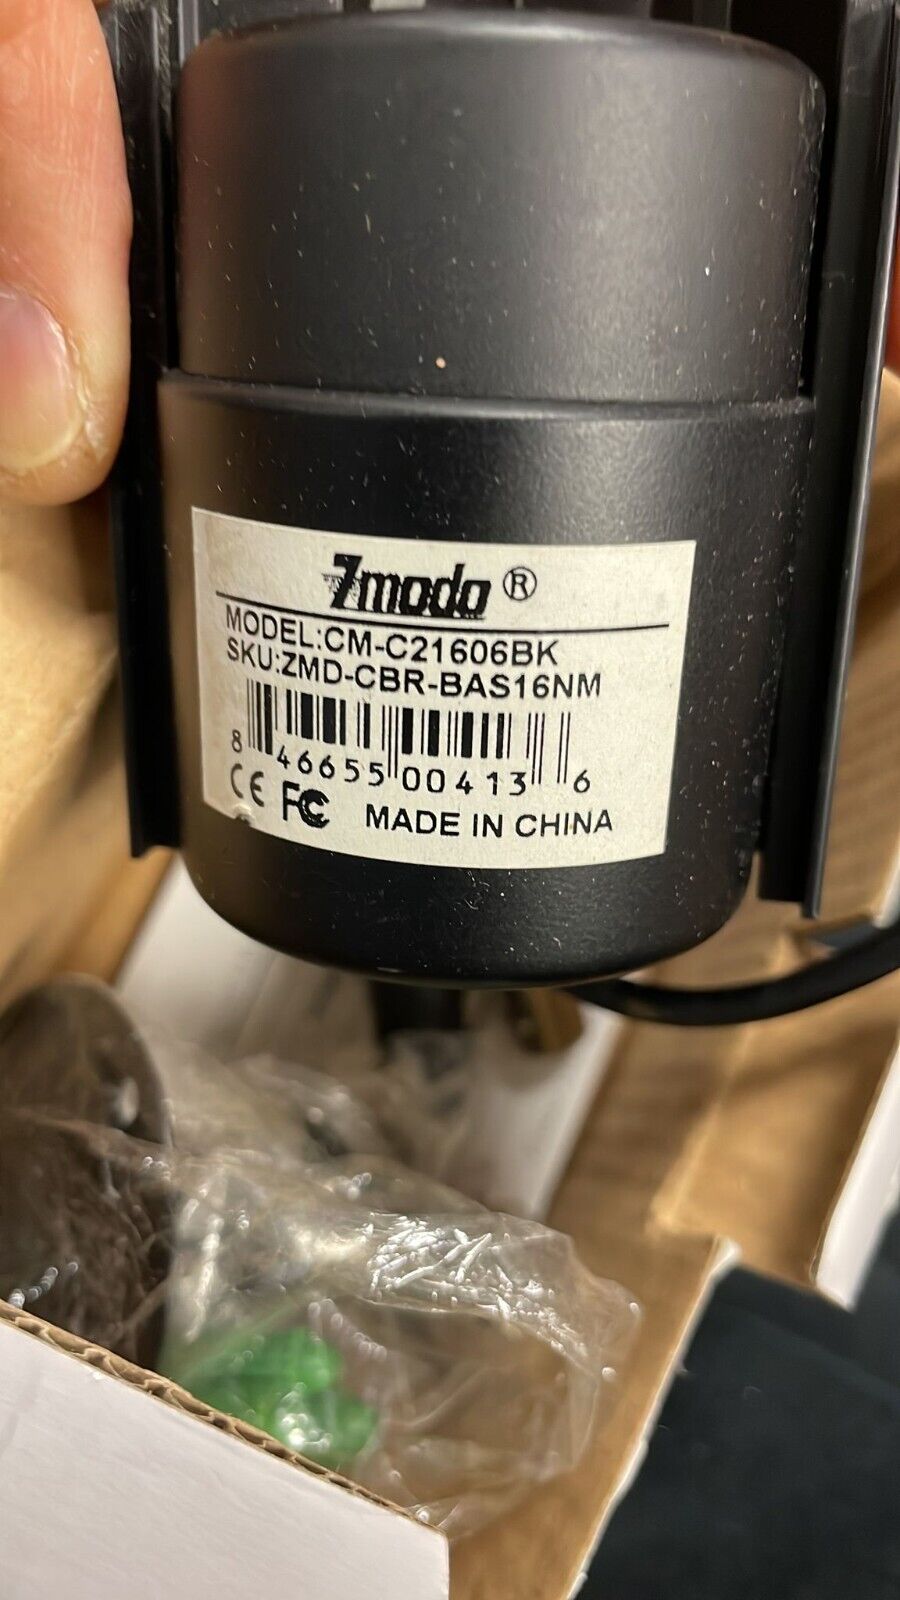 Zmodo®
MODEL:CM-C21606BK
SKU:ZMD-CBR-BAS16NM
8 46655 00413 6
CE FC MADE IN CHINA